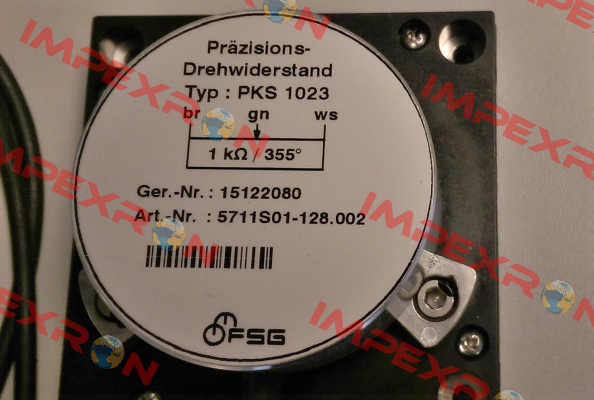 Präzisions-
Drehwiderstand
Typ : PKS 1023
br gn ws
1 kΩ / 355°
Ger.-Nr. : 15122080
Art.-Nr. : 5711S01-128.002
FSG
IMPEXRON
IMPEXRON
IMPEXRON
IMPEXRON
IMPEXRON
IMPEXRON